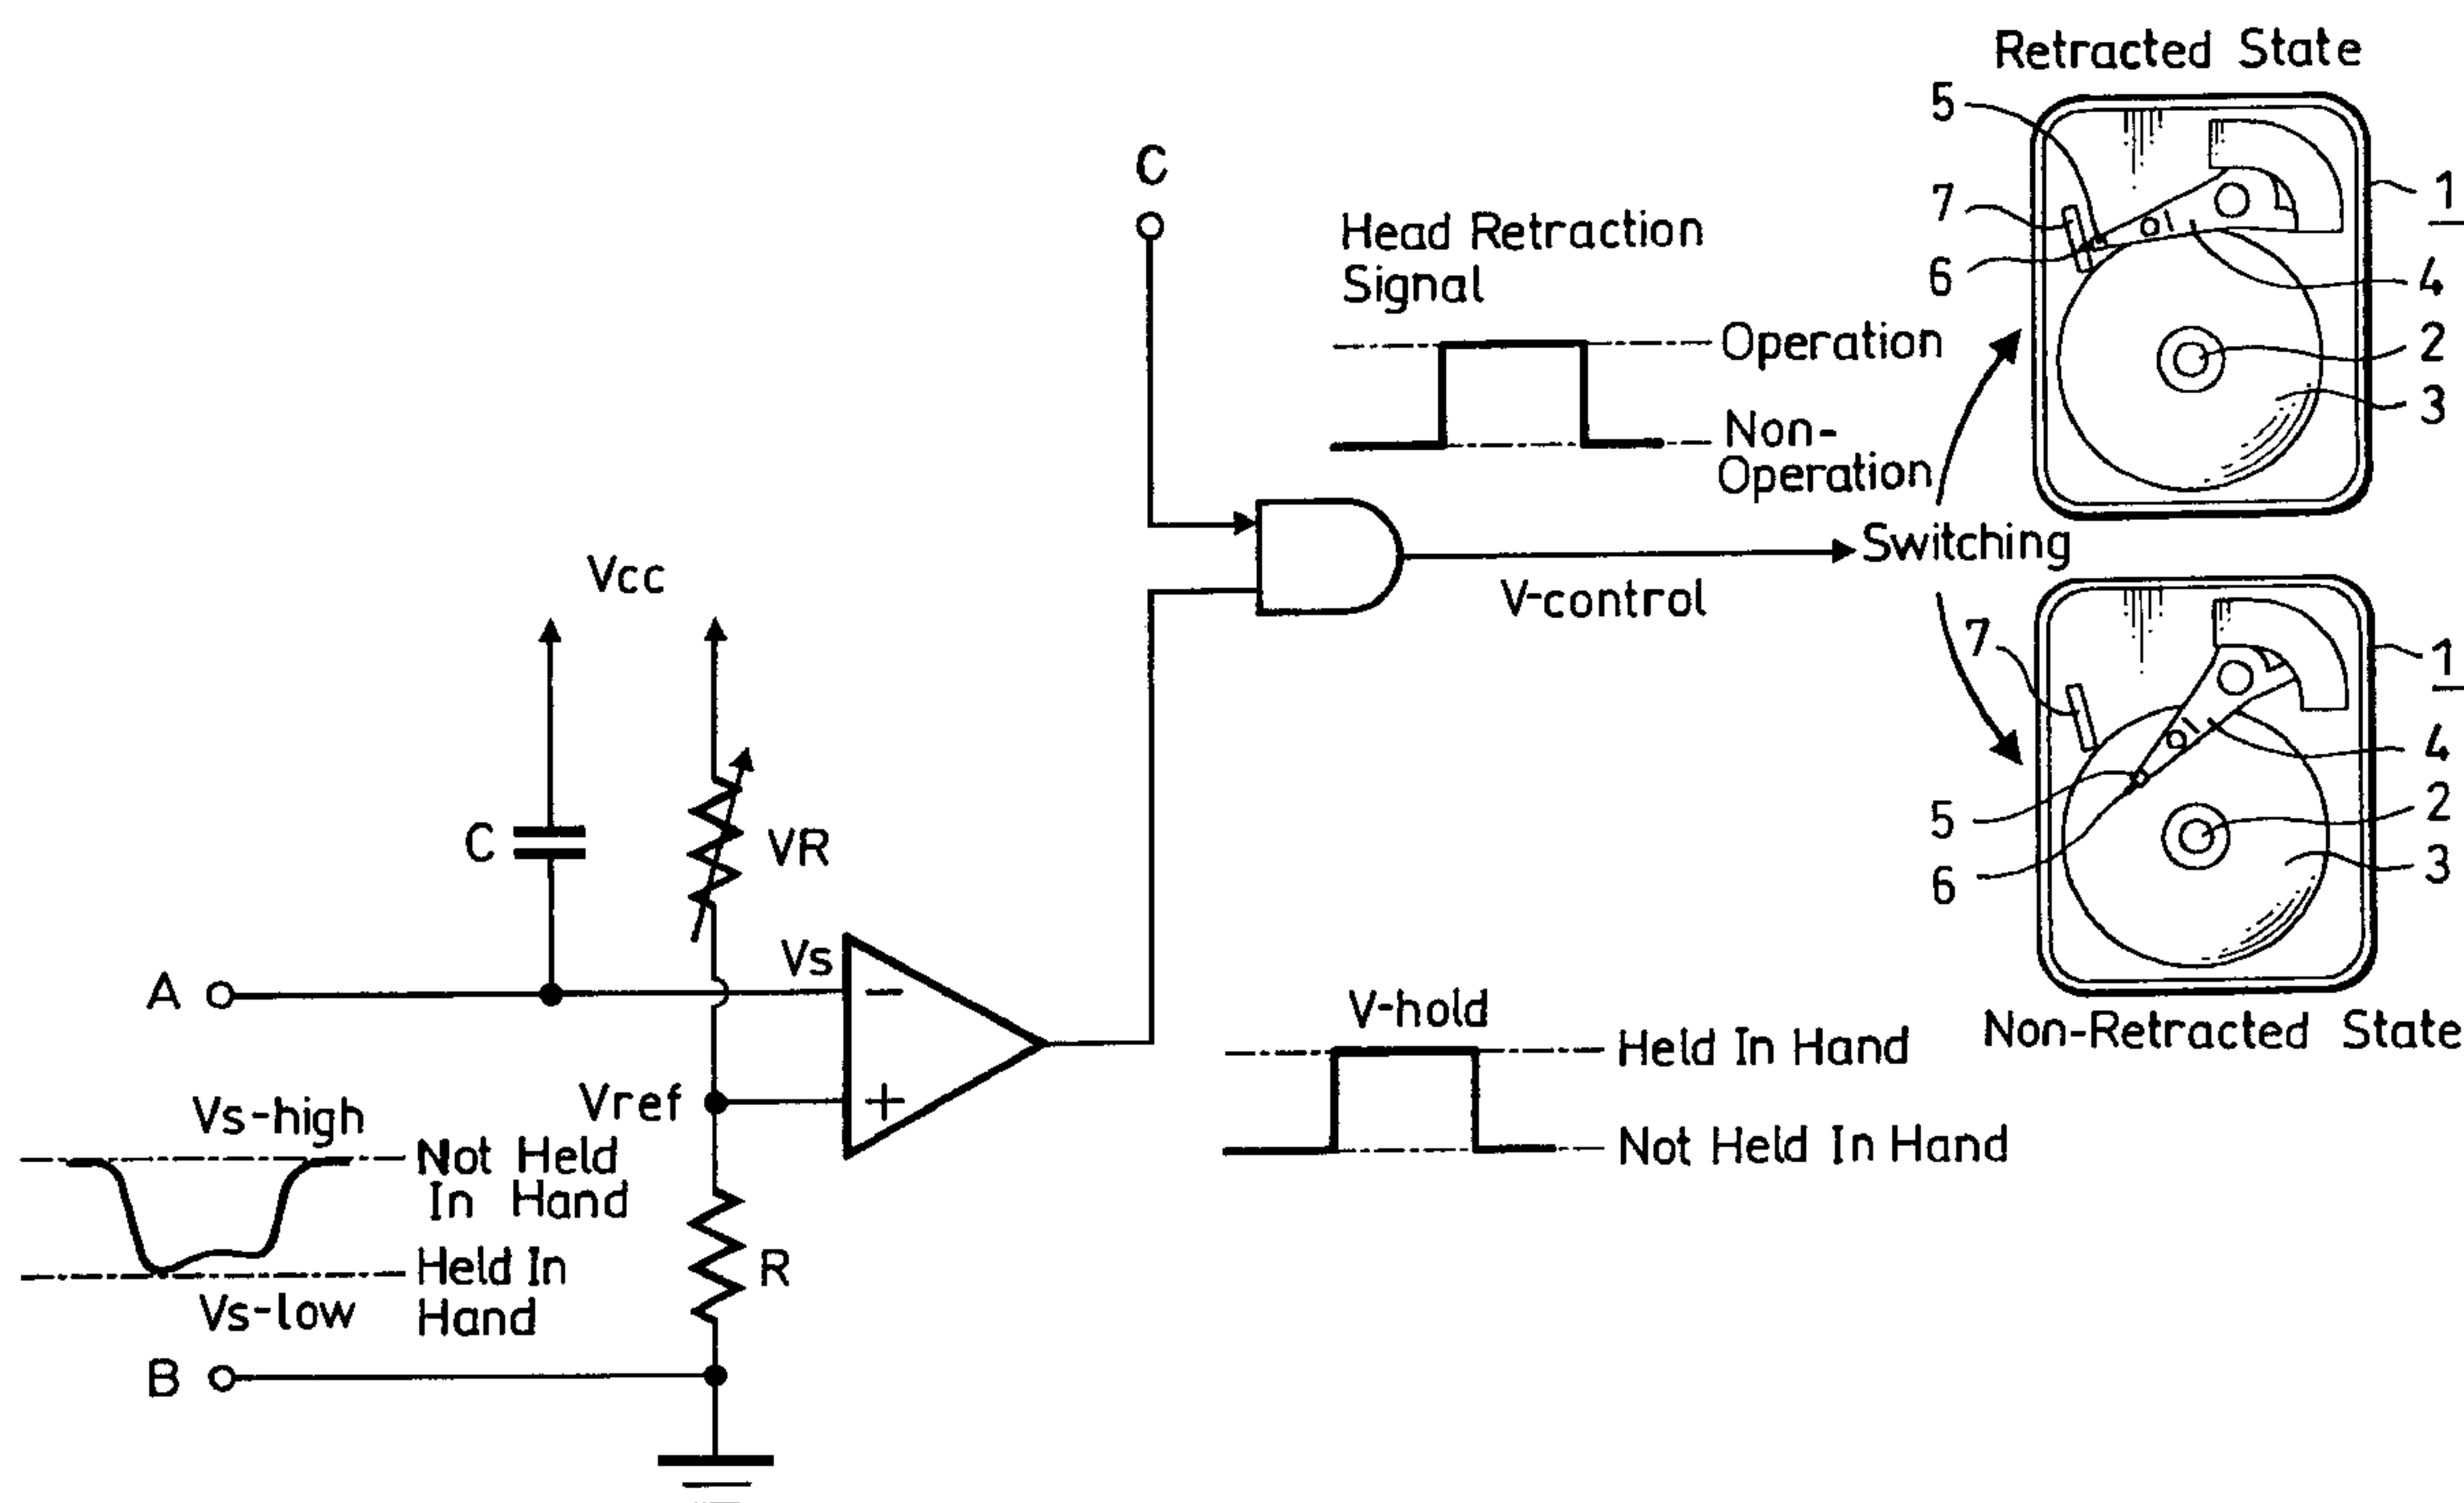 Retracted State
5
7
6
1
4
2
3
C
Head Retraction
Signal
Operation
Non-
Operation
Switching
V-control
Vcc
C
VR
7
1
4
5
2
6
3
Non-Retracted State
A
Vs
−
Vref
+
V-hold
Held In Hand
Not Held In Hand
Vs-high
Not Held
In Hand
Held In
Hand
Vs-low
R
B